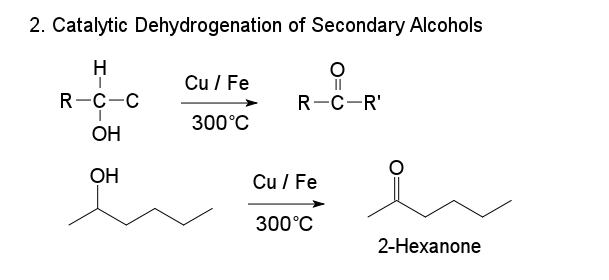 2. Catalytic Dehydrogenation of Secondary Alcohols
H
R-C-C
OH
Cu / Fe
300°C
O
R-C-R'
OH
Cu / Fe
300°C
O
2-Hexanone